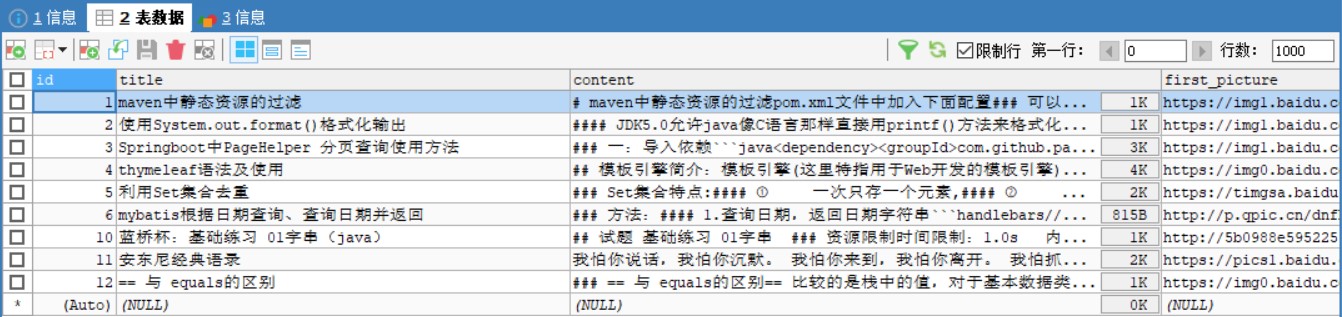 1 信息 2 表数据 3 信息
限制行 第一行: 0 行数: 1000
id title content first_picture
1 maven中静态资源的过滤 # maven中静态资源的过滤pom.xml文件中加入下面配置### 可以... 1K https://img1.baidu.c
2 使用System.out.format()格式化输出 #### JDK5.0允许java像C语言那样直接用printf()方法来格式化... 1K https://img1.baidu.c
3 Springboot中PageHelper 分页查询使用方法 ### 一: 导入依赖```java<dependency><groupId>com.github.pa... 3K https://img1.baidu.c
4 thymeleaf语法及使用 ## 模板引擎简介: 模板引擎(这里特指用于Web开发的模板引擎)... 4K https://img0.baidu.c
5 利用Set集合去重 ### Set集合特点:#### ① 一次只存一个元素,#### ② ... 2K https://timgsa.baidu
6 mybatis根据日期查询、查询日期并返回 ### 方法: #### 1.查询日期, 返回日期字符串```handlebars//... 815B http://p.qpic.cn/dnf
10 蓝桥杯: 基础练习 01字串（java） ## 试题 基础练习 01字串 ### 资源限制时间限制: 1.0s 内... 1K http://5b0988e595225
11 安东尼经典语录 我怕你说话, 我怕你沉默。 我怕你来到, 我怕你离开。 我怕抓... 2K https://pics1.baidu.
12 == 与 equals的区别 ### == 与 equals的区别== 比较的是栈中的值, 对于基本数据类... 1K https://img0.baidu.c
* (Auto) (NULL) (NULL) 0K (NULL)